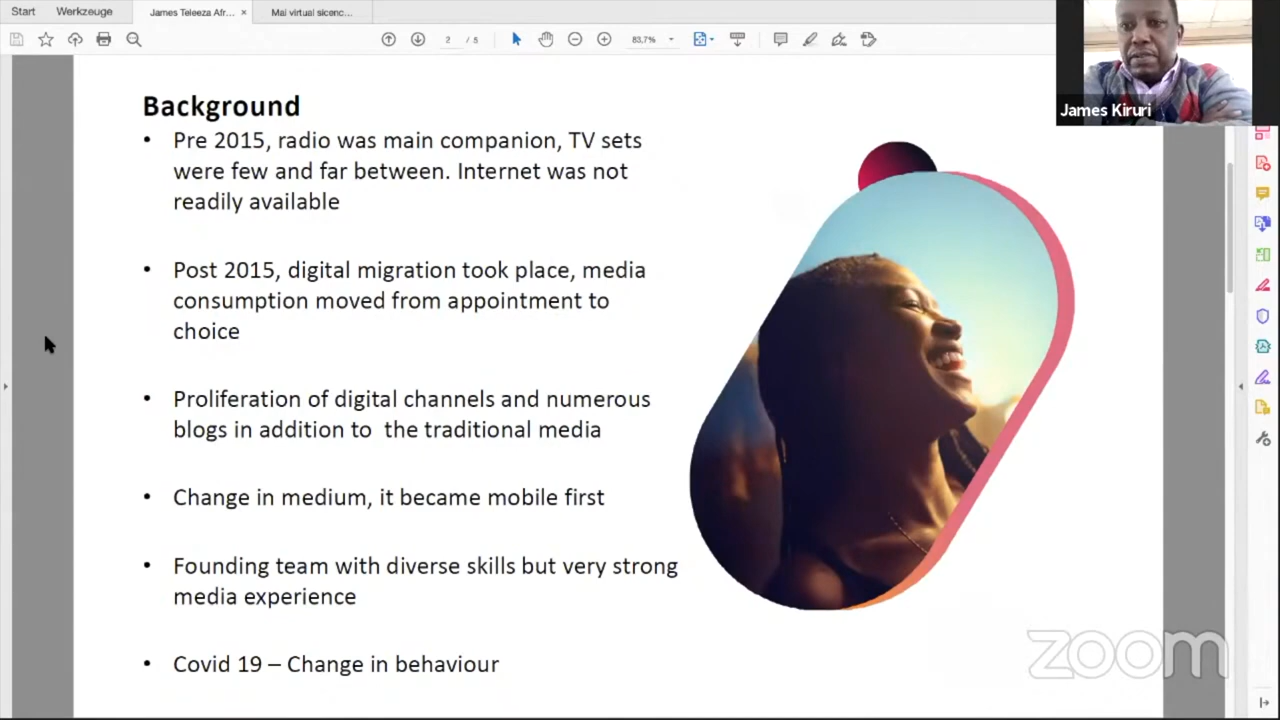 Start
Werkzeuge
James Teleeza Afr...
Mai virtual sicenc...
2 / 5
83,7%
James Kiruri
Background
• Pre 2015, radio was main companion, TV sets
were few and far between. Internet was not
readily available
• Post 2015, digital migration took place, media
consumption moved from appointment to
choice
• Proliferation of digital channels and numerous
blogs in addition to the traditional media
• Change in medium, it became mobile first
• Founding team with diverse skills but very strong
media experience
• Covid 19 – Change in behaviour
zoom